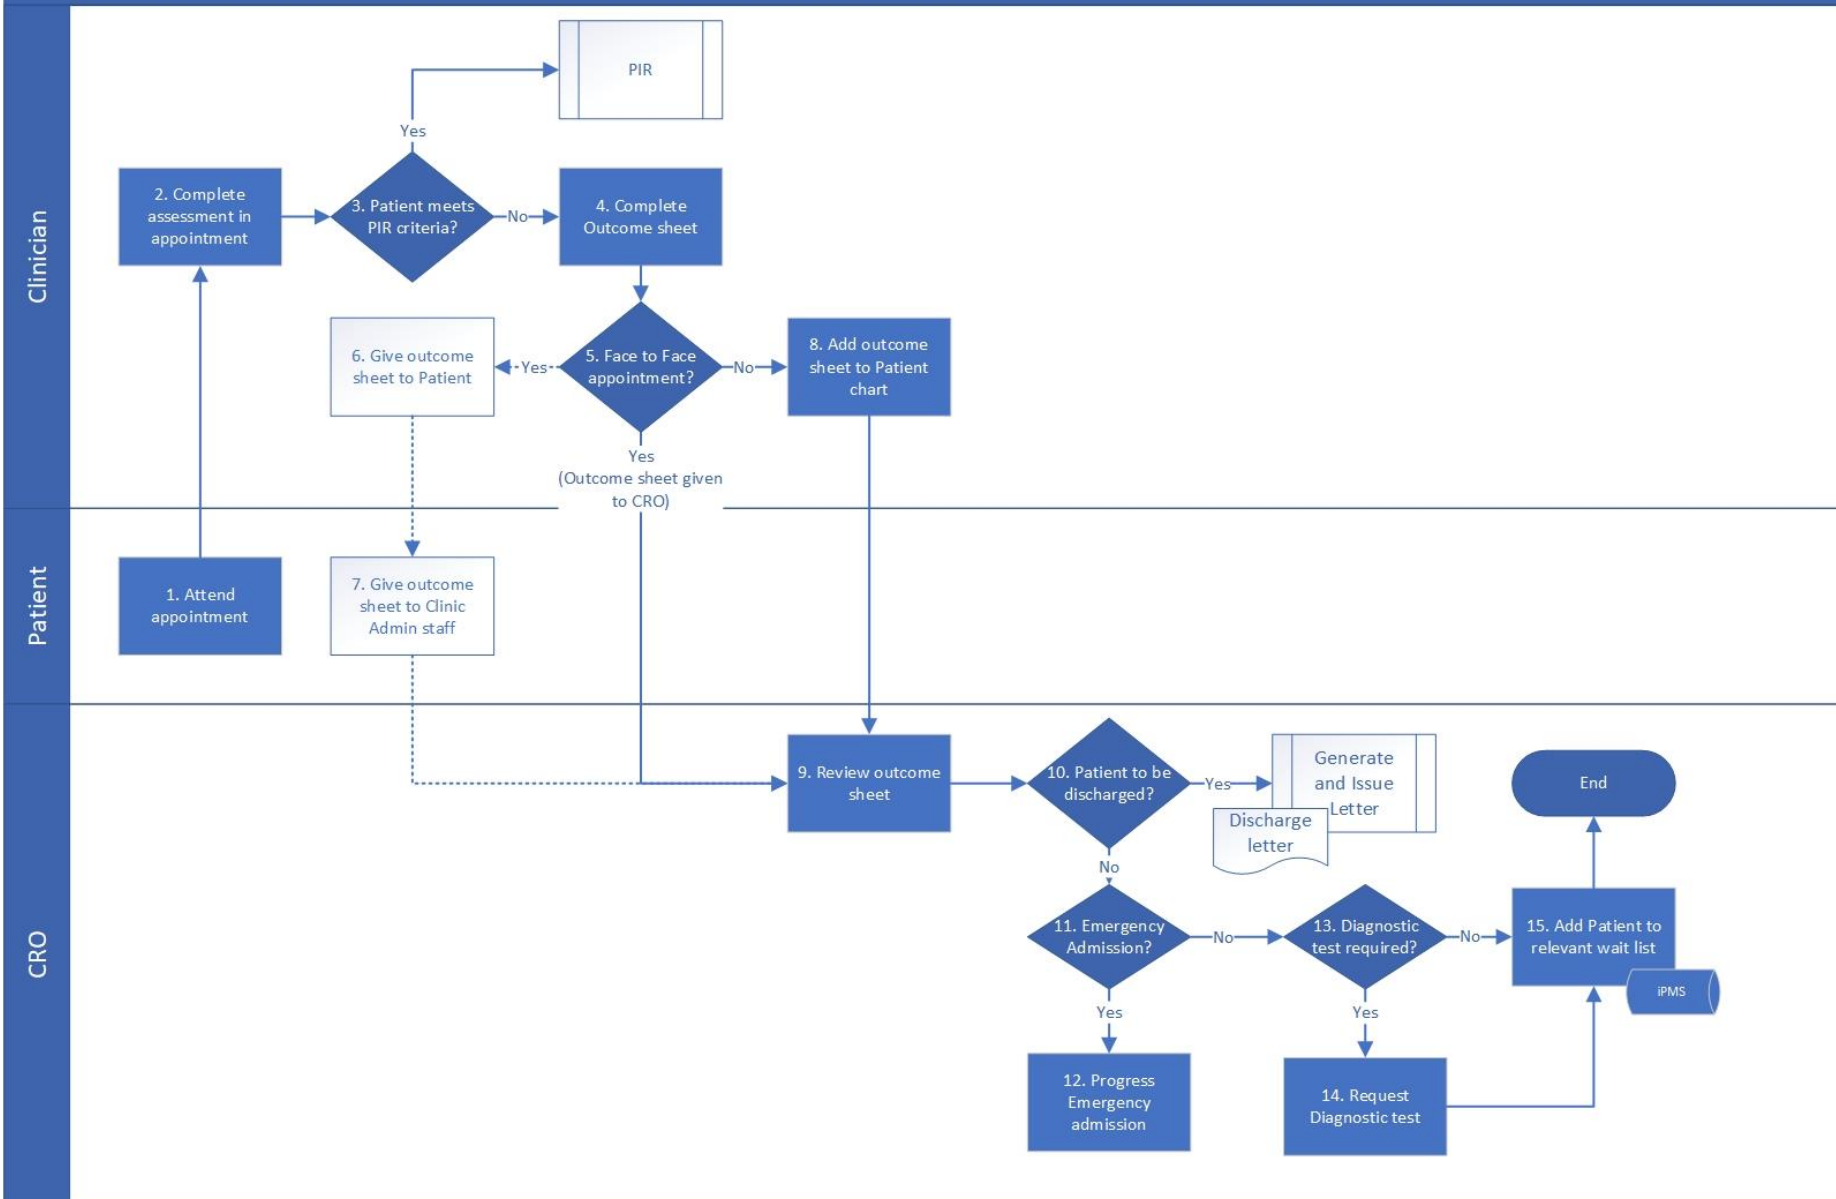 Clinician
PIR
Yes
2. Complete
assessment in
appointment
3. Patient meets
PIR criteria?
No
4. Complete
Outcome sheet
6. Give outcome
sheet to Patient
Yes
5. Face to Face
appointment?
No
8. Add outcome
sheet to Patient
chart
Yes
(Outcome sheet given
to CRO)
Patient
1. Attend
appointment
7. Give outcome
sheet to Clinic
Admin staff
CRO
9. Review outcome
sheet
10. Patient to be
discharged?
Yes
Generate
and Issue
Letter
Discharge
letter
End
No
11. Emergency
Admission?
No
13. Diagnostic
test required?
No
15. Add Patient to
relevant wait list
iPMS
Yes
Yes
12. Progress
Emergency
admission
14. Request
Diagnostic test